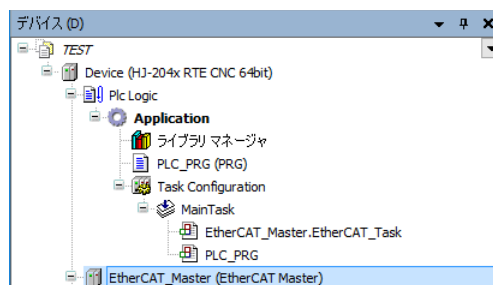 デバイス (D)
TEST
Device (HJ-204x RTE CNC 64bit)
Plc Logic
Application
ライブラリ マネージャ
PLC_PRG (PRG)
Task Configuration
MainTask
EtherCAT_Master.EtherCAT_Task
PLC_PRG
EtherCAT_Master (EtherCAT Master)